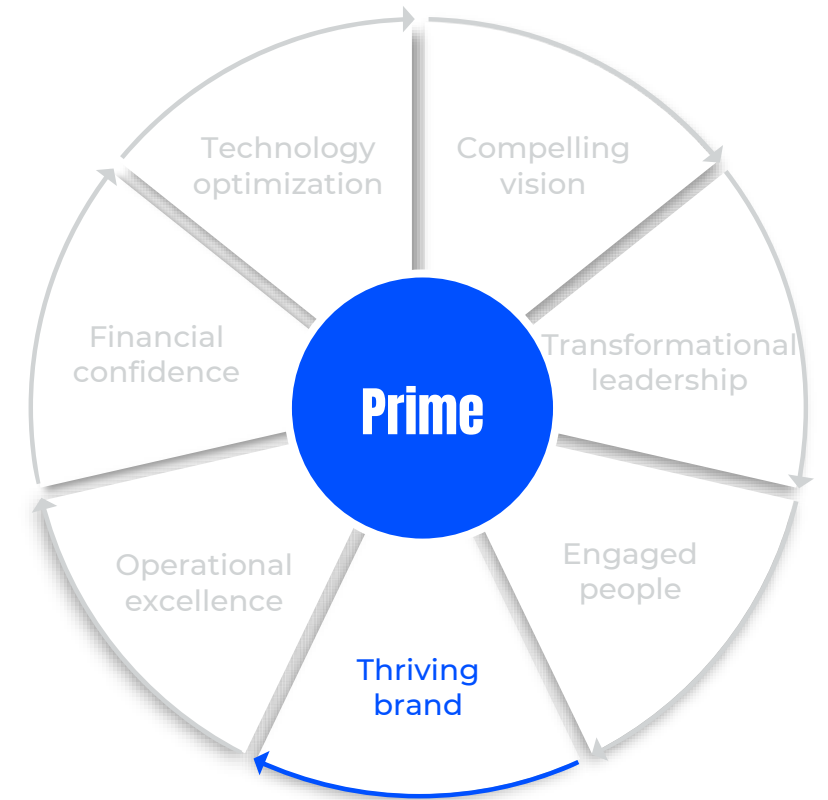 Technology
optimization
Compelling
vision
Financial
confidence
Transformational
leadership
Prime
Operational
excellence
Engaged
people
Thriving
brand